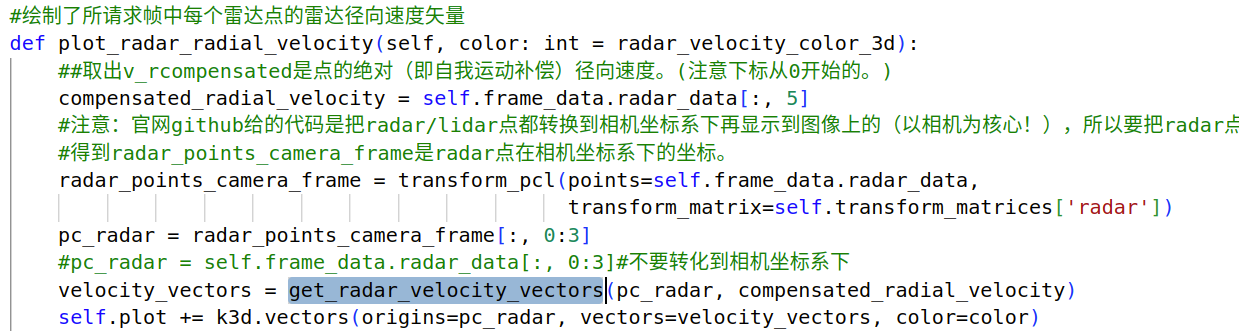 #绘制了所请求帧中每个雷达点的雷达径向速度矢量
def plot_radar_radial_velocity(self, color: int = radar_velocity_color_3d):
##取出v_rcompensated是点的绝对（即自我运动补偿）径向速度。(注意下标从0开始的。)
compensated_radial_velocity = self.frame_data.radar_data[:, 5]
#注意：官网github给的代码是把radar/lidar点都转换到相机坐标系下再显示到图像上的（以相机为核心！），所以要把radar点
#得到radar_points_camera_frame是radar点在相机坐标系下的坐标。
radar_points_camera_frame = transform_pcl(points=self.frame_data.radar_data,
transform_matrix=self.transform_matrices['radar'])
pc_radar = radar_points_camera_frame[:, 0:3]
#pc_radar = self.frame_data.radar_data[:, 0:3]#不要转化到相机坐标系下
velocity_vectors = get_radar_velocity_vectors(pc_radar, compensated_radial_velocity)
self.plot += k3d.vectors(origins=pc_radar, vectors=velocity_vectors, color=color)